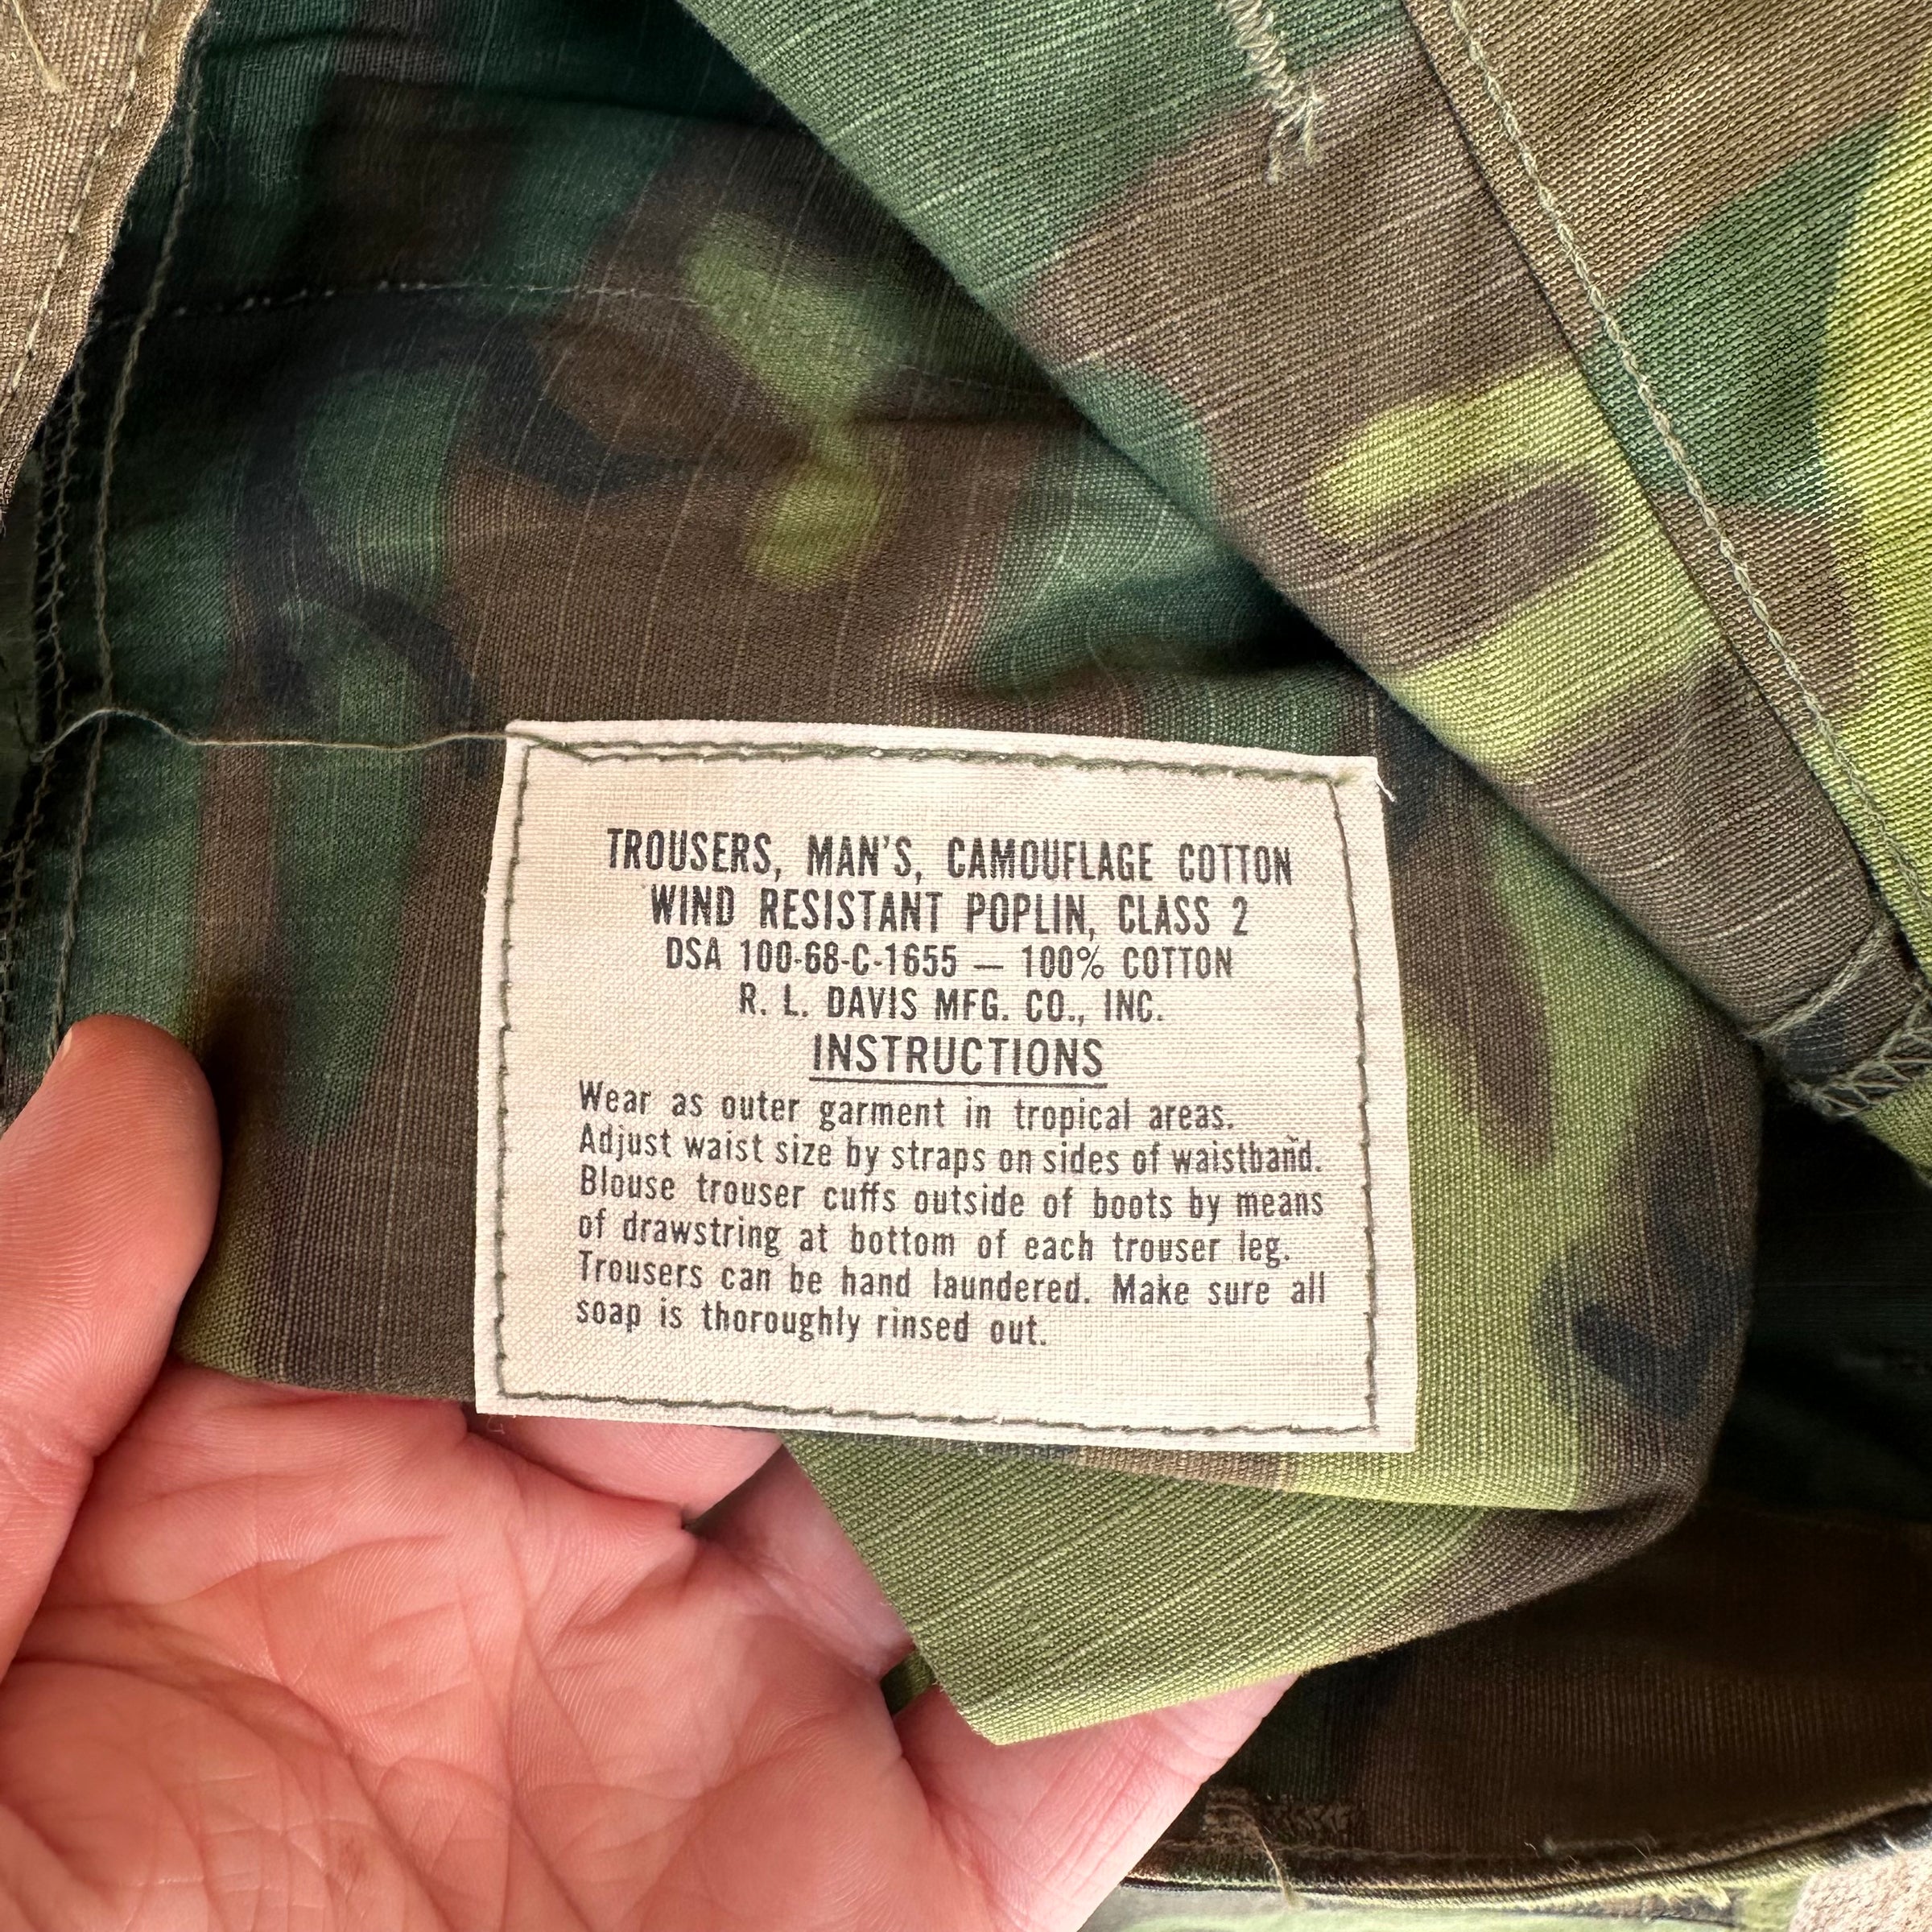 TROUSERS, MAN'S, CAMOUFLAGE COTTON
WIND RESISTANT POPLIN, CLASS 2
DSA 100-68-C-1655 — 100% COTTON
R. L. DAVIS MFG. CO., INC.
INSTRUCTIONS
Wear as outer garment in tropical areas.
Adjust waist size by straps on sides of waistband.
Blouse trouser cuffs outside of boots by means
of drawstring at bottom of each trouser leg.
Trousers can be hand laundered. Make sure all
soap is thoroughly rinsed out.